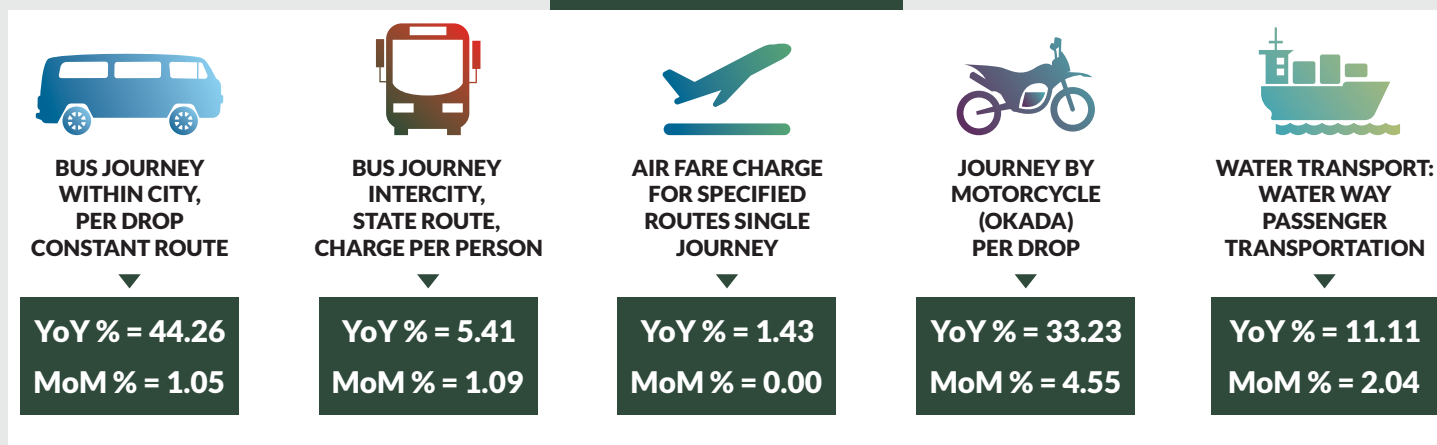 BUS JOURNEY
WITHIN CITY,
PER DROP
CONSTANT ROUTE
YoY % = 44.26
MoM % = 1.05
BUS JOURNEY
INTERCITY,
STATE ROUTE,
CHARGE PER PERSON
YoY % = 5.41
MoM % = 1.09
AIR FARE CHARGE
FOR SPECIFIED
ROUTES SINGLE
JOURNEY
YoY % = 1.43
MoM % = 0.00
JOURNEY BY
MOTORCYCLE
(OKADA)
PER DROP
YoY % = 33.23
MoM % = 4.55
WATER TRANSPORT:
WATER WAY
PASSENGER
TRANSPORTATION
YoY % = 11.11
MoM % = 2.04